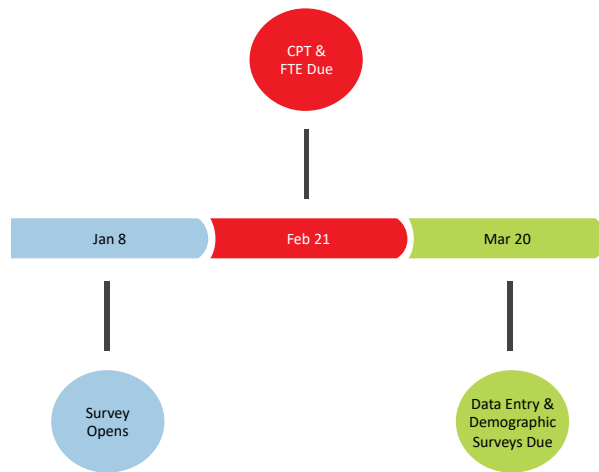 CPT &
FTE Due
Jan 8
Feb 21
Mar 20
Survey
Opens
Data Entry &
Demographic
Surveys Due